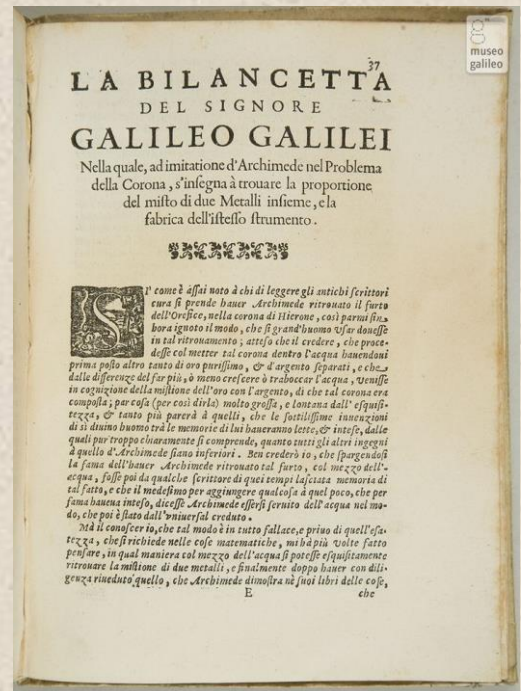 museo
galileo
37
LA BILANCETTA
DEL SIGNORE
GALILEO GALILEI
Nella quale, ad imitatione d'Archimede nel Problema
della Corona, s'inſegna à trouare la proportione
del miſto di due Metalli inſieme, e la
fabrica dell'iſteſſo ſtrumento.
SI' come è aſſai noto à chi di leggere gli antichi ſcrittori
cura ſi prende hauer Archimede ritrouato il furto
dell'Orefice, nella corona di Hierone, così parmi ſin,
hora ignoto il modo, che ſi grand'huomo vſar doueſſe
in tal ritrouamento; atteſo che il credere, che proce-
deſſe col metter tal corona dentro l'acqua hauendoui
prima poſto altro tanto di oro puriſſimo, & d'argento ſeparati, e che
dalle differenze del far più, ò meno creſcere ò traboccar l'acqua, veniſſe
in cognizione della miſtione dell'oro con l'argento, di che tal corona era
compoſta; par coſa (per così dirla) molto groſſa, e lontana dall' esquiſi-
tezza, & tanto più parerà à quelli, che le ſottiliſſime inuenzioni
di sì diuino huomo trà le memorie di lui haueranno lette, & inteſe, dalle
quali pur troppo chiaramente ſi comprende, quanto tutti gli altri ingegni
à quello d'Archimede ſiano inferiori. Ben crederò io, che ſpargendoſi
la fama dell'hauer Archimede ritrouato tal furto, col mezzo dell'-
acqua, foſſe poi da qualche ſcrittore di quei tempi laſciata memoria di
tal fatto, e che il medeſimo per aggiungere qualcoſa à quel poco, che per
fama haueua inteſo, diceſſe Archimede eſſerſi ſeruito dell'acqua nel mo-
do, che poi è ſtato dall'vniuerſal creduto.
Mà il conoſcer io, che tal modo è in tutto fallace, e priuo di quell'eſa-
tezza, che ſi richiede nelle coſe matematiche, mi hà più volte fatto
penſare, in qual maniera col mezzo dell'acqua ſi poteſſe eſquiſitamente
ritrouare la miſtione di due metalli, e finalmente doppo hauer con dili-
genza riueduto quello, che Archimede dimoſtra nè ſuoi libri delle coſe,
E che